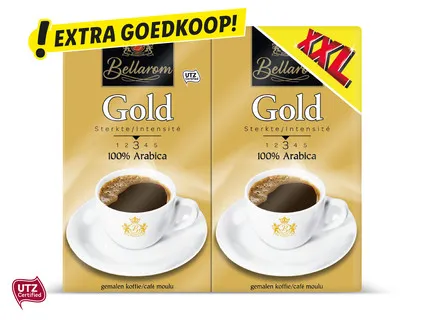 ! EXTRA GOEDKOOP!
XXL
Bellarom
UTZ
Gold
Sterkte/Intensité
1 2 3 4 5
100% Arabica
gemalen koffie/café moulu
Bellarom
Gold
Sterkte/Intensité
1 2 3 4 5
100% Arabica
gemalen koffie/café moulu
UTZ
Certified